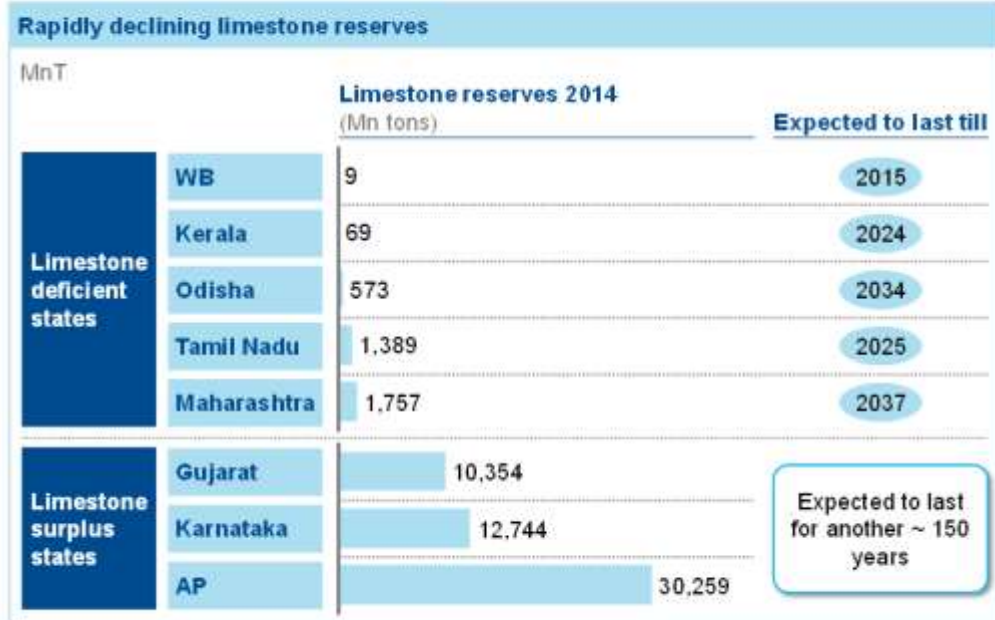 Rapidly declining limestone reserves
MnT
Limestone reserves 2014
(Mn tons)
Expected to last till
Limestone
deficient
states
WB 9 2015
Kerala 69 2024
Odisha 573 2034
Tamil Nadu 1,389 2025
Maharashtra 1,757 2037
Limestone
surplus
states
Gujarat 10,354
Karnataka 12,744
AP 30,259
Expected to last
for another ~ 150
years